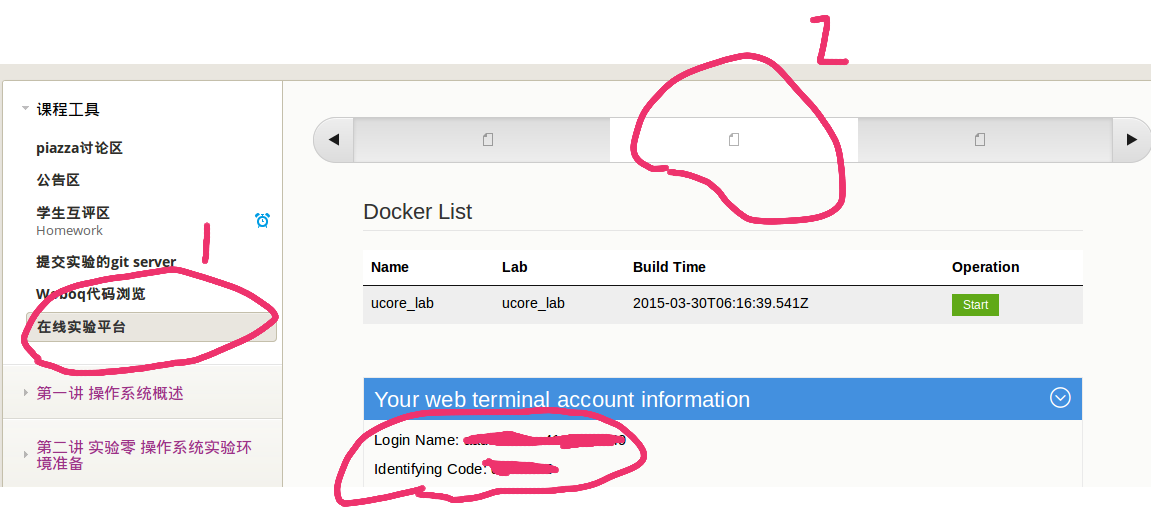 2
课程工具
piazza讨论区
公告区
学生互评区
Homework
1
提交实验的git server
Weboq代码浏览
在线实验平台
第一讲 操作系统概述
第二讲 实验零 操作系统实验环
境准备
Docker List
Name Lab Build Time Operation
ucore_lab ucore_lab 2015-03-30T06:16:39.541Z Start
Your web terminal account information
Login Name:
Identifying Code: